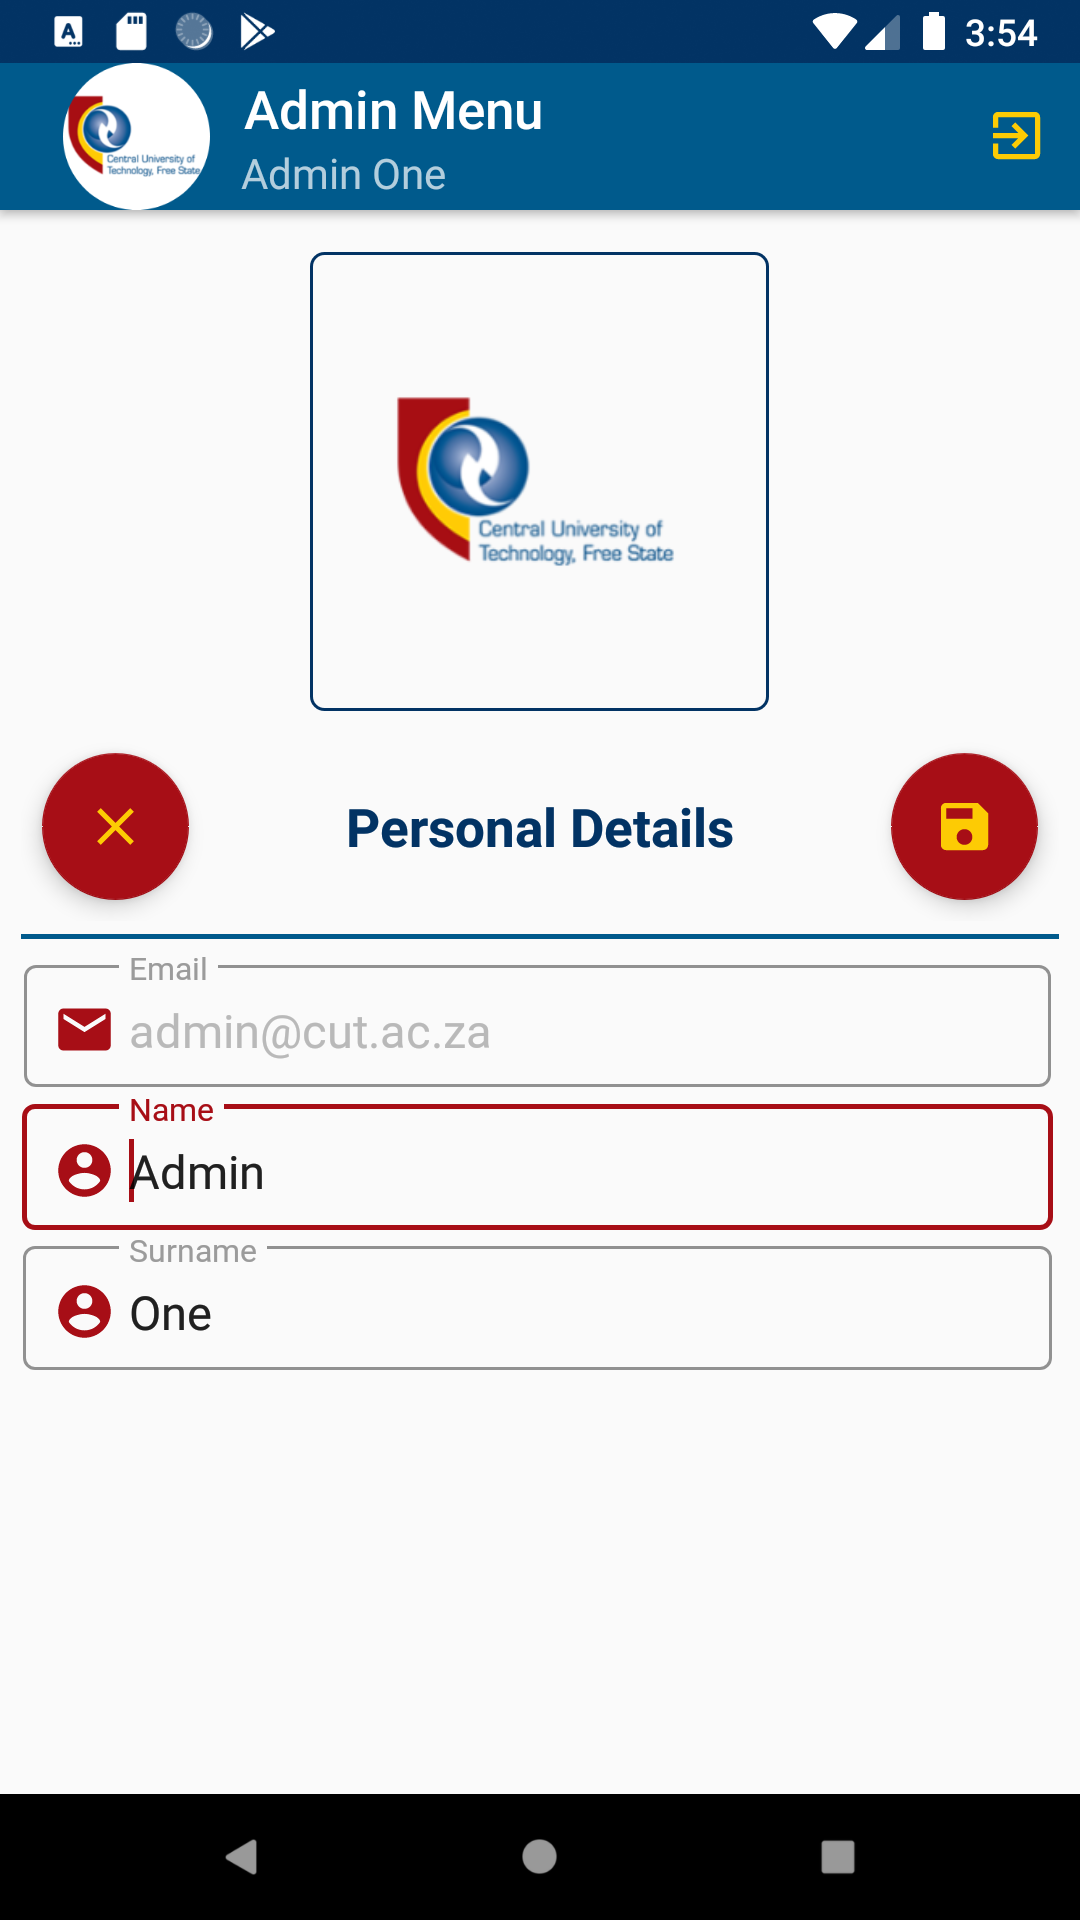 3:54
Admin Menu
Admin One
Central University of
Technology, Free State
Central University of
Technology, Free State
Personal Details
Email
admin@cut.ac.za
Name
Admin
Surname
One